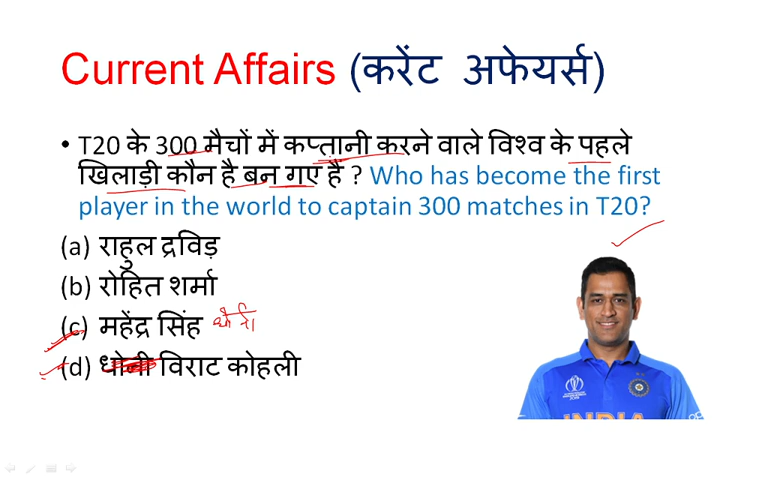 Current Affairs (करेंट अफेयर्स)
• T20 के 300 मैचों में कप्तानी करने वाले विश्व के पहले
खिलाड़ी कौन है बन गए हैं ? Who has become the first
player in the world to captain 300 matches in T20?
(a) राहुल द्रविड़
(b) रोहित शर्मा
(c) महेंद्र सिंह धोनी
(d) धोनी विराट कोहली
INDIA